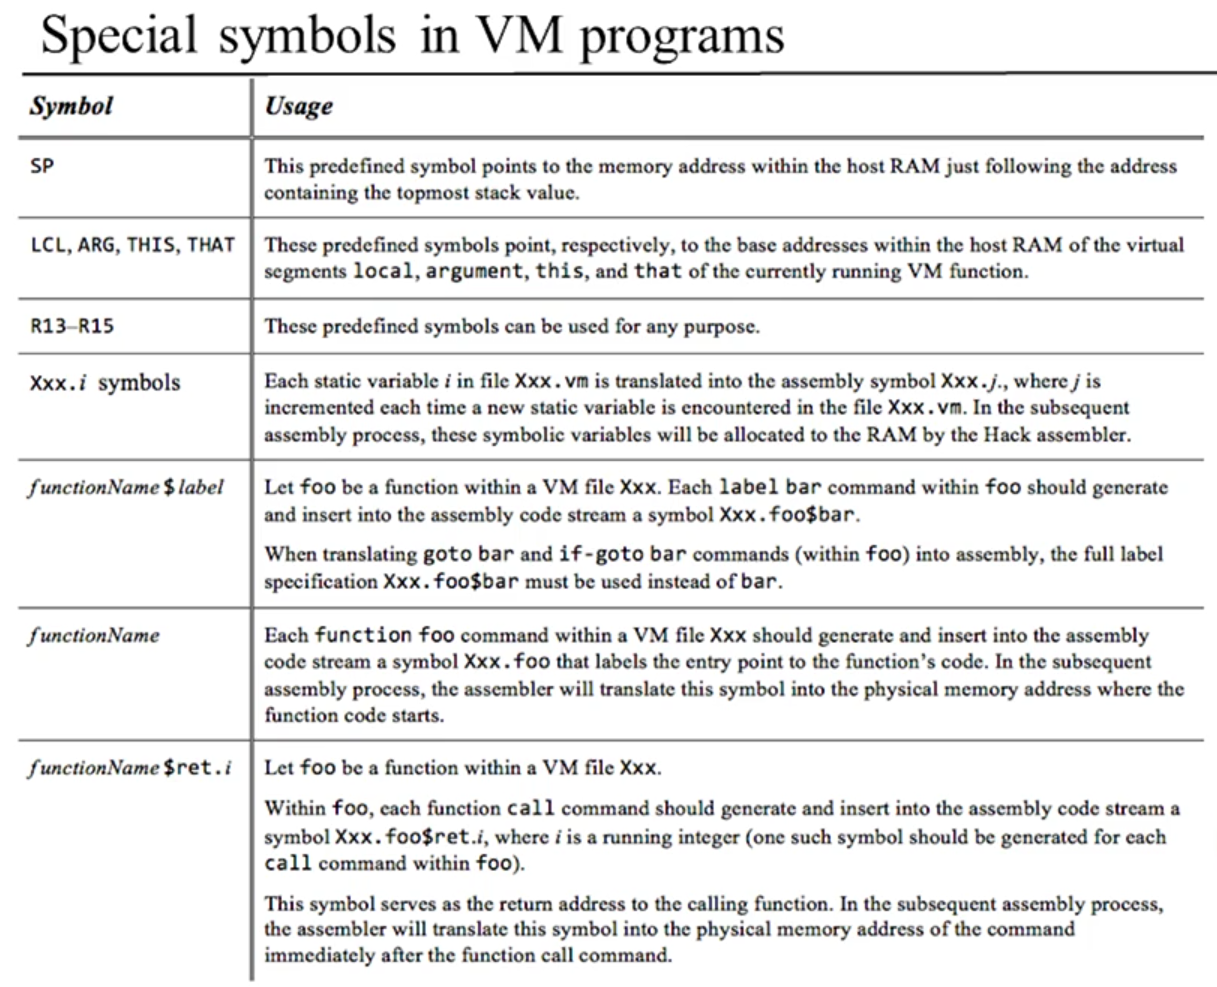 Special symbols in VM programs
Symbol Usage
SP This predefined symbol points to the memory address within the host RAM just following the address
containing the topmost stack value.
LCL, ARG, THIS, THAT These predefined symbols point, respectively, to the base addresses within the host RAM of the virtual
segments local, argument, this, and that of the currently running VM function.
R13–R15 These predefined symbols can be used for any purpose.
Xxx.i symbols Each static variable i in file Xxx.vm is translated into the assembly symbol Xxx.j., where j is
incremented each time a new static variable is encountered in the file Xxx.vm. In the subsequent
assembly process, these symbolic variables will be allocated to the RAM by the Hack assembler.
functionName$label Let foo be a function within a VM file Xxx. Each label bar command within foo should generate
and insert into the assembly code stream a symbol Xxx.foo$bar.
When translating goto bar and if-goto bar commands (within foo) into assembly, the full label
specification Xxx.foo$bar must be used instead of bar.
functionName Each function foo command within a VM file Xxx should generate and insert into the assembly
code stream a symbol Xxx.foo that labels the entry point to the function's code. In the subsequent
assembly process, the assembler will translate this symbol into the physical memory address where the
function code starts.
functionName$ret.i Let foo be a function within a VM file Xxx.
Within foo, each function call command should generate and insert into the assembly code stream a
symbol Xxx.foo$ret.i, where i is a running integer (one such symbol should be generated for each
call command within foo).
This symbol serves as the return address to the calling function. In the subsequent assembly process,
the assembler will translate this symbol into the physical memory address of the command
immediately after the function call command.